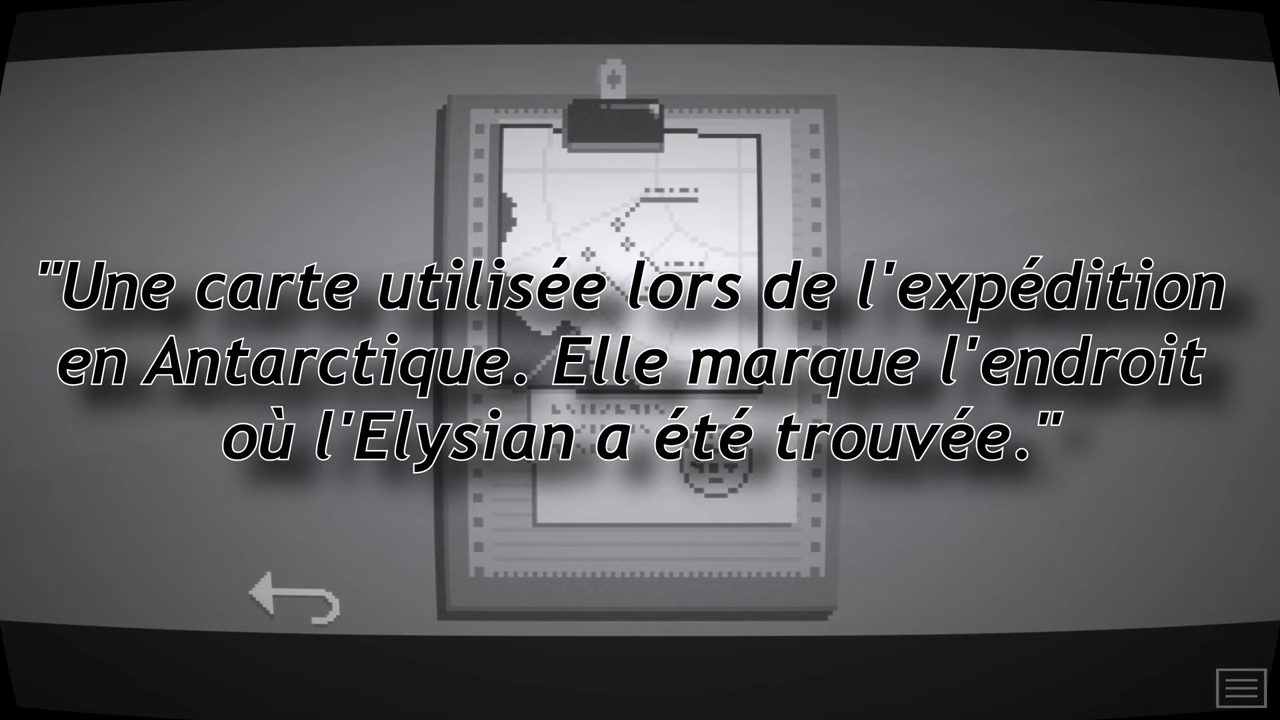 "Une carte utilisée lors de l'expédition
en Antarctique. Elle marque l'endroit
où l'Elysian a été trouvée."